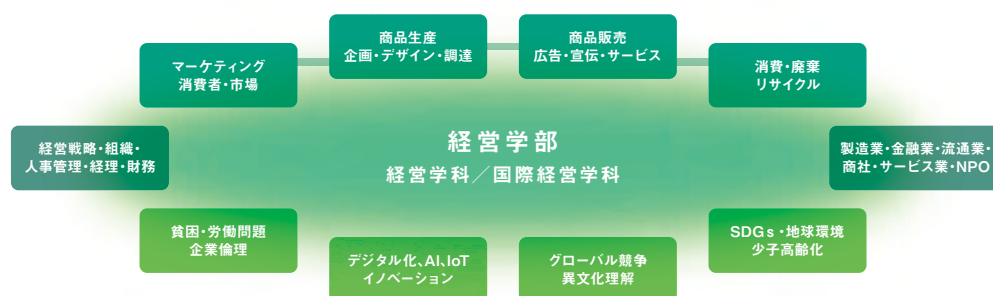 商品生産
企画・デザイン・調達
商品販売
広告・宣伝・サービス
マーケティング
消費者・市場
消費・廃棄
リサイクル
経営戦略・組織・
人事管理・経理・財務
経営学部
経営学科／国際経営学科
製造業・金融業・流通業・
商社・サービス業・NPO
貧困・労働問題
企業倫理
デジタル化、AI、IoT
イノベーション
グローバル競争
異文化理解
SDGs・地球環境
少子高齢化